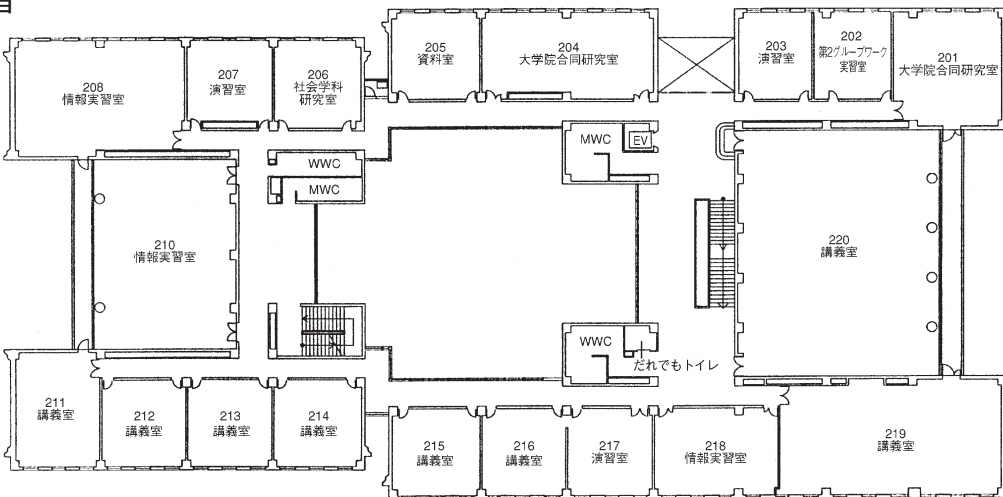 205
資料室
204
大学院合同研究室
203
演習室
202
第2グループワーク
実習室
201
大学院合同研究室
208
情報実習室
207
演習室
206
社会学科
研究室
MWC
EV
WWC
MWC
210
情報実習室
220
講義室
WWC
だれでもトイレ
211
講義室
212
講義室
213
講義室
214
講義室
215
講義室
216
講義室
217
演習室
218
情報実習室
219
講義室